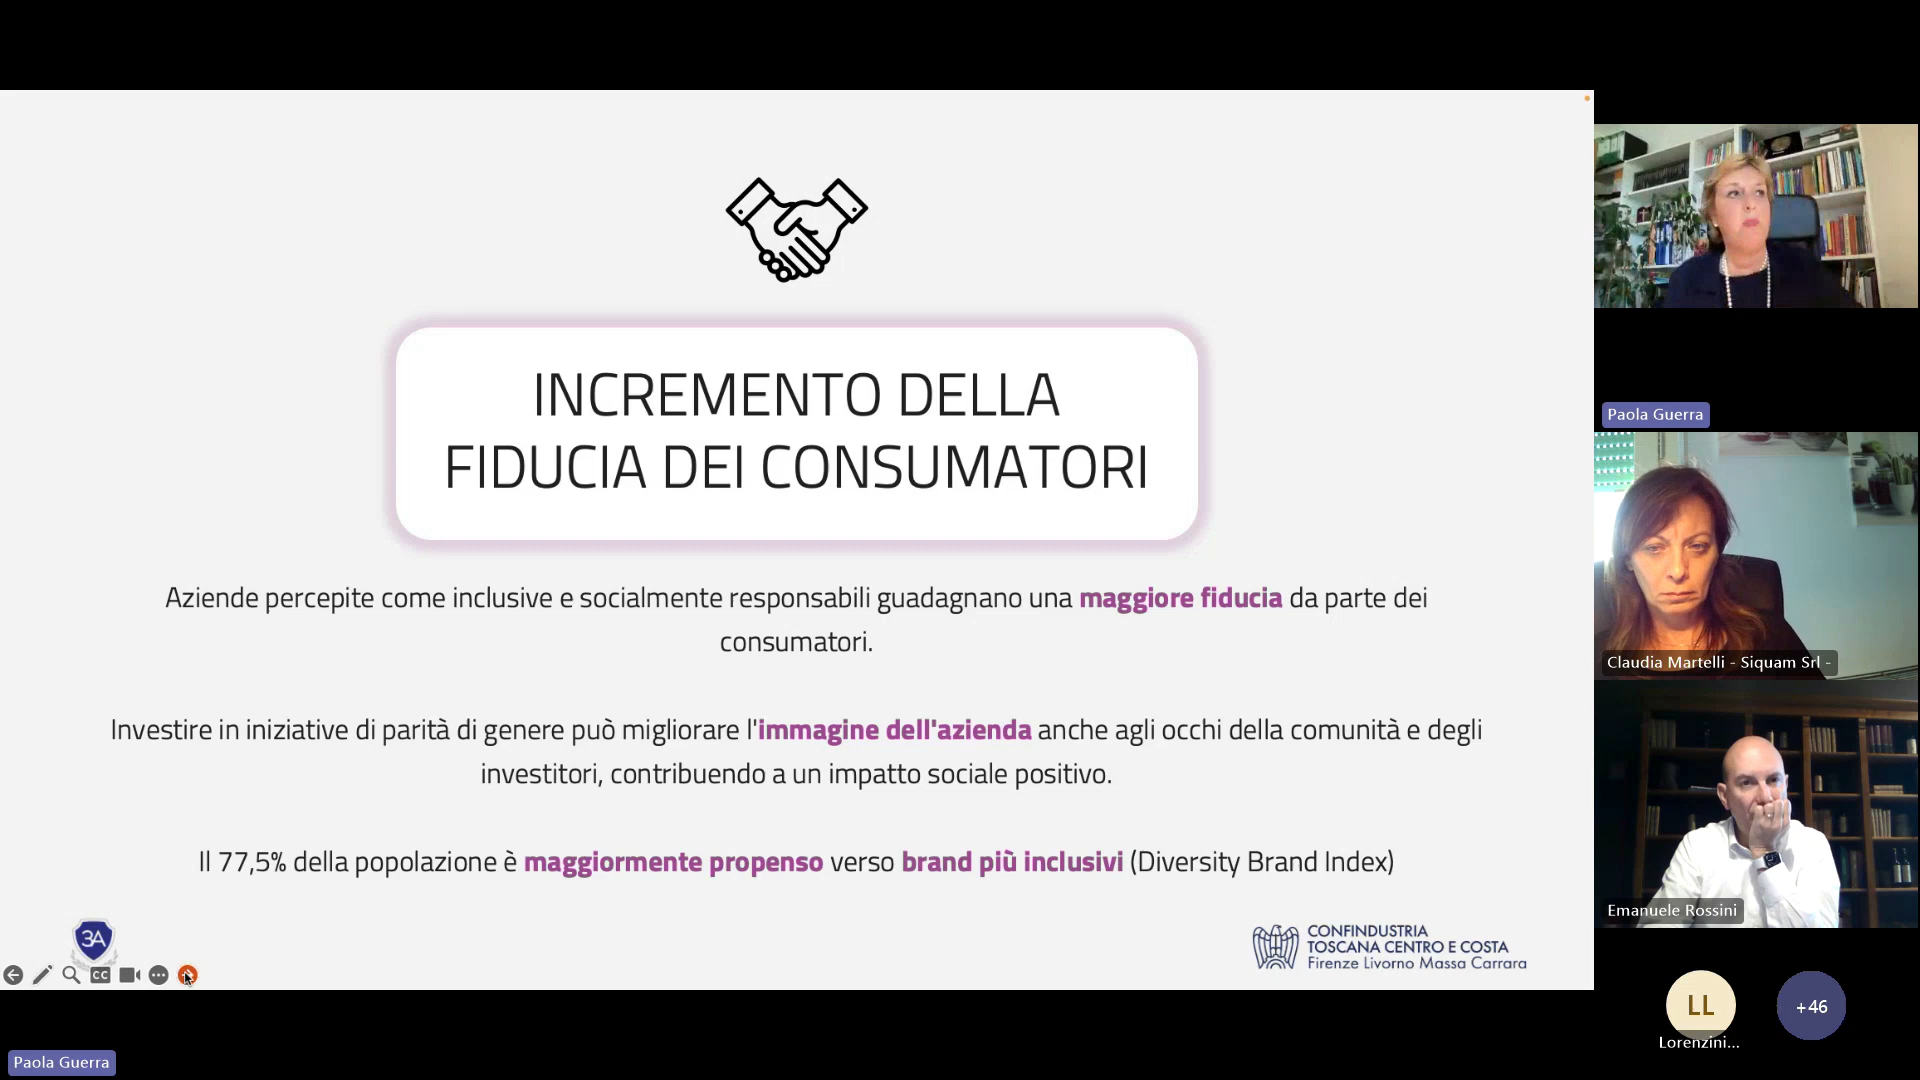 INCREMENTO DELLA
FIDUCIA DEI CONSUMATORI
Aziende percepite come inclusive e socialmente responsabili guadagnano una maggiore fiducia da parte dei
consumatori.
Investire in iniziative di parità di genere può migliorare l'immagine dell'azienda anche agli occhi della comunità e degli
investitori, contribuendo a un impatto sociale positivo.
Il 77,5% della popolazione è maggiormente propenso verso brand più inclusivi (Diversity Brand Index)
3A
CONFINDUSTRIA
TOSCANA CENTRO E COSTA
Firenze Livorno Massa Carrara
CC
Paola Guerra
Paola Guerra
Claudia Martelli - Siquam Srl -
Emanuele Rossini
LL
Lorenzini...
+46